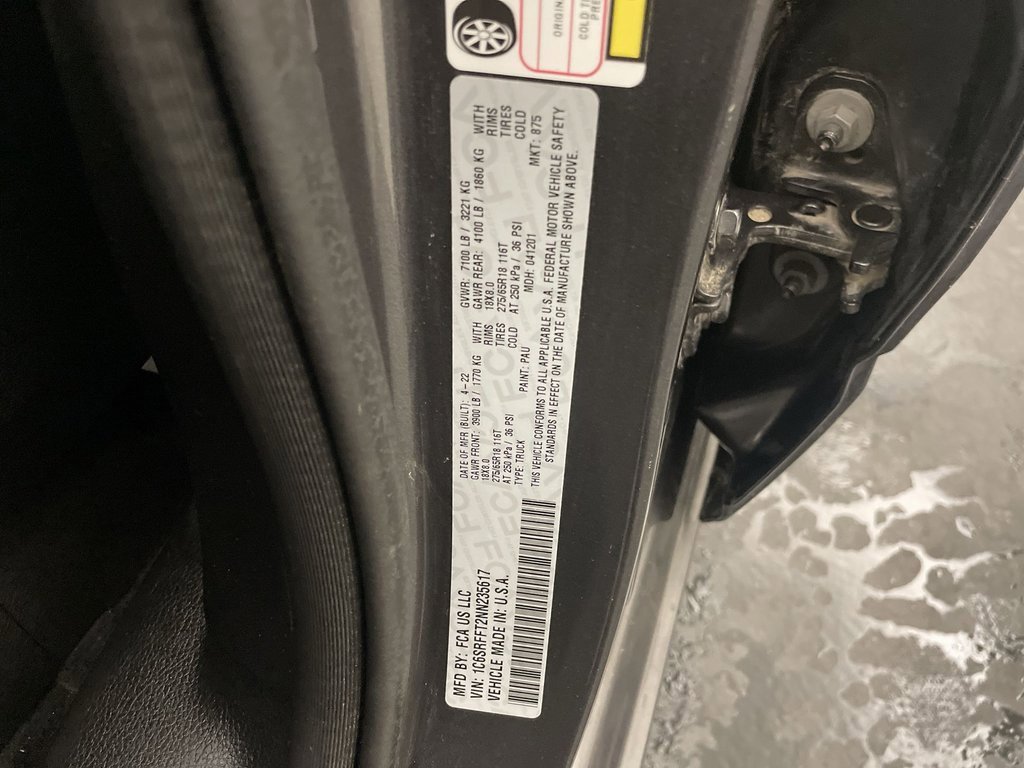 ORIGIN
COLD
PRE
MFD BY: FCA US LLC
VIN: 1C6SRFFT2NN235617
VEHICLE MADE IN: U.S.A.
DATE OF MFR (BUILT): 4-22 GVWR: 7100 LB / 3221 KG
GAWR FRONT: 3900 LB / 1770 KG WITH GAWR REAR: 4100 LB / 1860 KG WITH
18X8.0 RIMS 18X8.0 RIMS
275/65R18 116T TIRES 275/65R18 116T TIRES
AT 250 kPa / 36 PSI COLD AT 250 kPa / 36 PSI COLD
TYPE: TRUCK PAINT: PAU MDH: 041201 MKT: 875
THIS VEHICLE CONFORMS TO ALL APPLICABLE U.S.A. FEDERAL MOTOR VEHICLE SAFETY
STANDARDS IN EFFECT ON THE DATE OF MANUFACTURE SHOWN ABOVE.